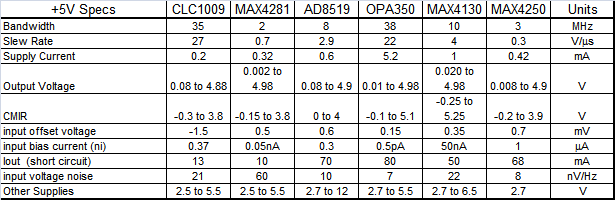 +5V Specs CLC1009 MAX4281 AD8519 OPA350 MAX4130 MAX4250 Units
Bandwidth 35 2 8 38 10 3 MHz
Slew Rate 27 0.7 2.9 22 4 0.3 V/µs
Supply Current 0.2 0.32 0.6 5.2 1 0.42 mA
Output Voltage 0.08 to 4.88 0.002 to 4.98 0.08 to 4.9 0.01 to 4.98 0.020 to 4.98 0.008 to 4.9 V
CMIR -0.3 to 3.8 -0.15 to 3.8 0 to 4 -0.1 to 5.1 -0.25 to 5.25 -0.2 to 3.9 V
input offset voltage -1.5 0.5 0.6 0.15 0.35 0.7 mV
input bias current (ni) 0.37 0.05nA 0.3 0.5pA 50nA 1 µA
Iout (short circuit) 13 10 70 80 50 68 mA
input voltage noise 21 60 10 7 22 8 nV/Hz
Other Supplies 2.5 to 5.5 2.5 to 5.5 2.7 to 12 2.7 to 5.5 2.7 to 6.5 2.7 V